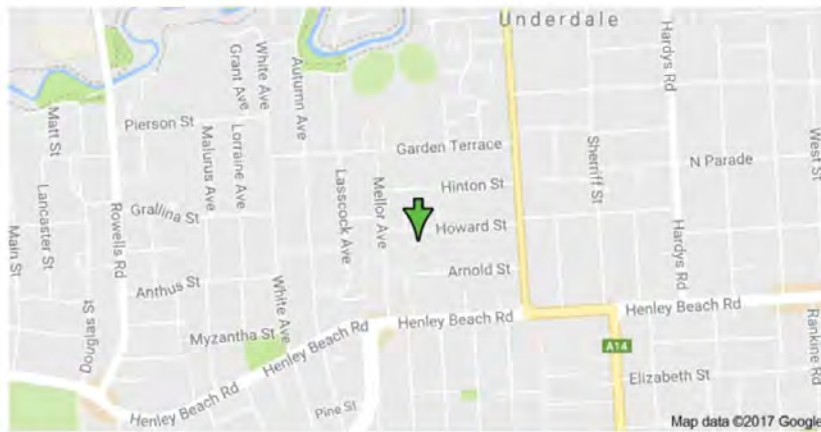 Underdale
Hardys Rd
White Ave
Grant Ave
Autumn Ave
Matt St
Pierson St
Malurus Ave
Lorraine Ave
Garden Terrace
Sherriff St
N Parade
West St
Lancaster St
Rowells Rd
Lasscock Ave
Mellor Ave
Hinton St
Grallina St
Howard St
Hardys Rd
Main St
Anthus St
White Ave
Arnold St
Douglas St
Myzantha St
Henley Beach Rd
Henley Beach Rd
Henley Beach Rd
Rankine Rd
A14
Elizabeth St
Henley Beach Rd
Pine St
Map data ©2017 Google